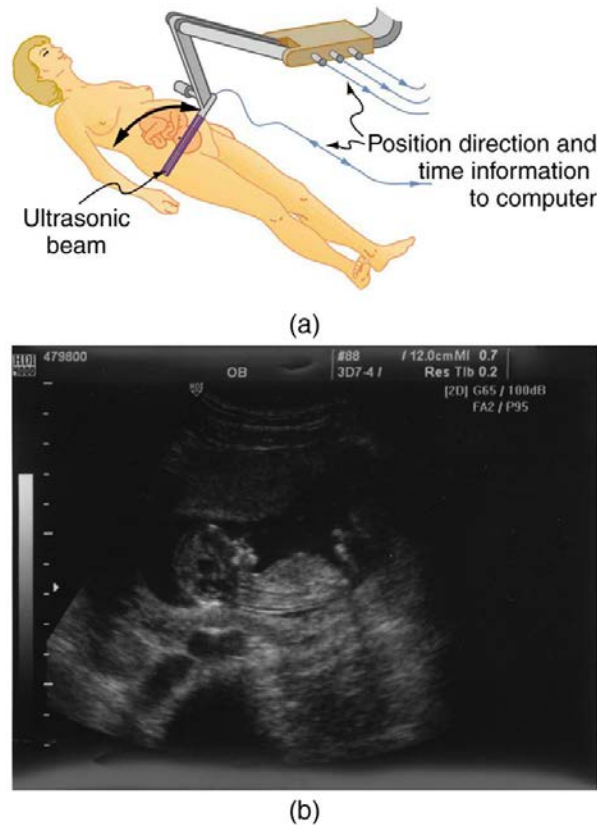 Position direction and
time information
to computer
Ultrasonic
beam
(a)
HDI 479800
#88 / 12.0cm MI 0.7
OB
3D7-4 / Res TIb 0.2
[2D] G65 / 100dB
FA2 / P95
(b)